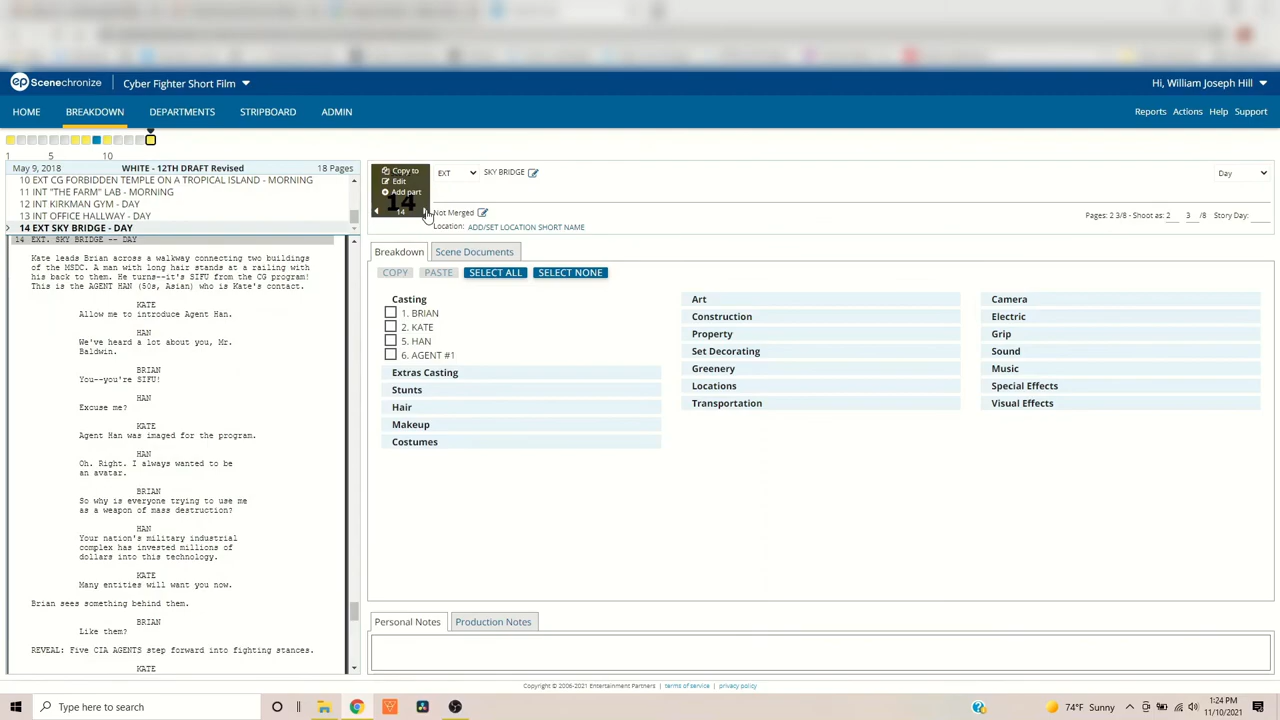 ep Scenechronize
Cyber Fighter Short Film
Hi, William Joseph Hill
HOME
BREAKDOWN
DEPARTMENTS
STRIPBOARD
ADMIN
Reports
Actions
Help
Support
1 5 10
May 9, 2018 WHITE - 12TH DRAFT Revised 18 Pages
10 EXT CG FORBIDDEN TEMPLE ON A TROPICAL ISLAND - MORNING
11 INT "THE FARM" LAB - MORNING
12 INT KIRKMAN GYM - DAY
13 INT OFFICE HALLWAY - DAY
14 EXT SKY BRIDGE - DAY
14 EXT. SKY BRIDGE -- DAY
Kate leads Brian across a walkway connecting two buildings
of the MSDC. A man with long hair stands at a railing with
his back to them. He turns--it's SIFU from the CG program!
This is the AGENT HAN (50s, Asian) who is Kate's contact.
KATE
Allow me to introduce Agent Han.
HAN
We've heard a lot about you, Mr.
Baldwin.
BRIAN
You--you're SIFU!
HAN
Excuse me?
KATE
Agent Han was imaged for the program.
HAN
Oh. Right. I always wanted to be
an avatar.
BRIAN
So why is everyone trying to use me
as a weapon of mass destruction?
HAN
Your nation's military industrial
complex has invested millions of
dollars into this technology.
KATE
Many entities will want you now.
Brian sees something behind them.
BRIAN
Like them?
REVEAL: Five CIA AGENTS step forward into fighting stances.
KATE
Copy to
Edit
Add part
14
14
EXT
SKY BRIDGE
Day
Not Merged
Pages: 2 3/8 - Shoot as: 2 3 /8 Story Day:
Location: ADD/SET LOCATION SHORT NAME
Breakdown
Scene Documents
COPY
PASTE
SELECT ALL
SELECT NONE
Casting
1. BRIAN
2. KATE
5. HAN
6. AGENT #1
Extras Casting
Stunts
Hair
Makeup
Costumes
Art
Construction
Property
Set Decorating
Greenery
Locations
Transportation
Camera
Electric
Grip
Sound
Music
Special Effects
Visual Effects
Personal Notes
Production Notes
Copyright © 2006-2021 Entertainment Partners | terms of service | privacy policy
Type here to search
74°F Sunny
1:24 PM
11/10/2021